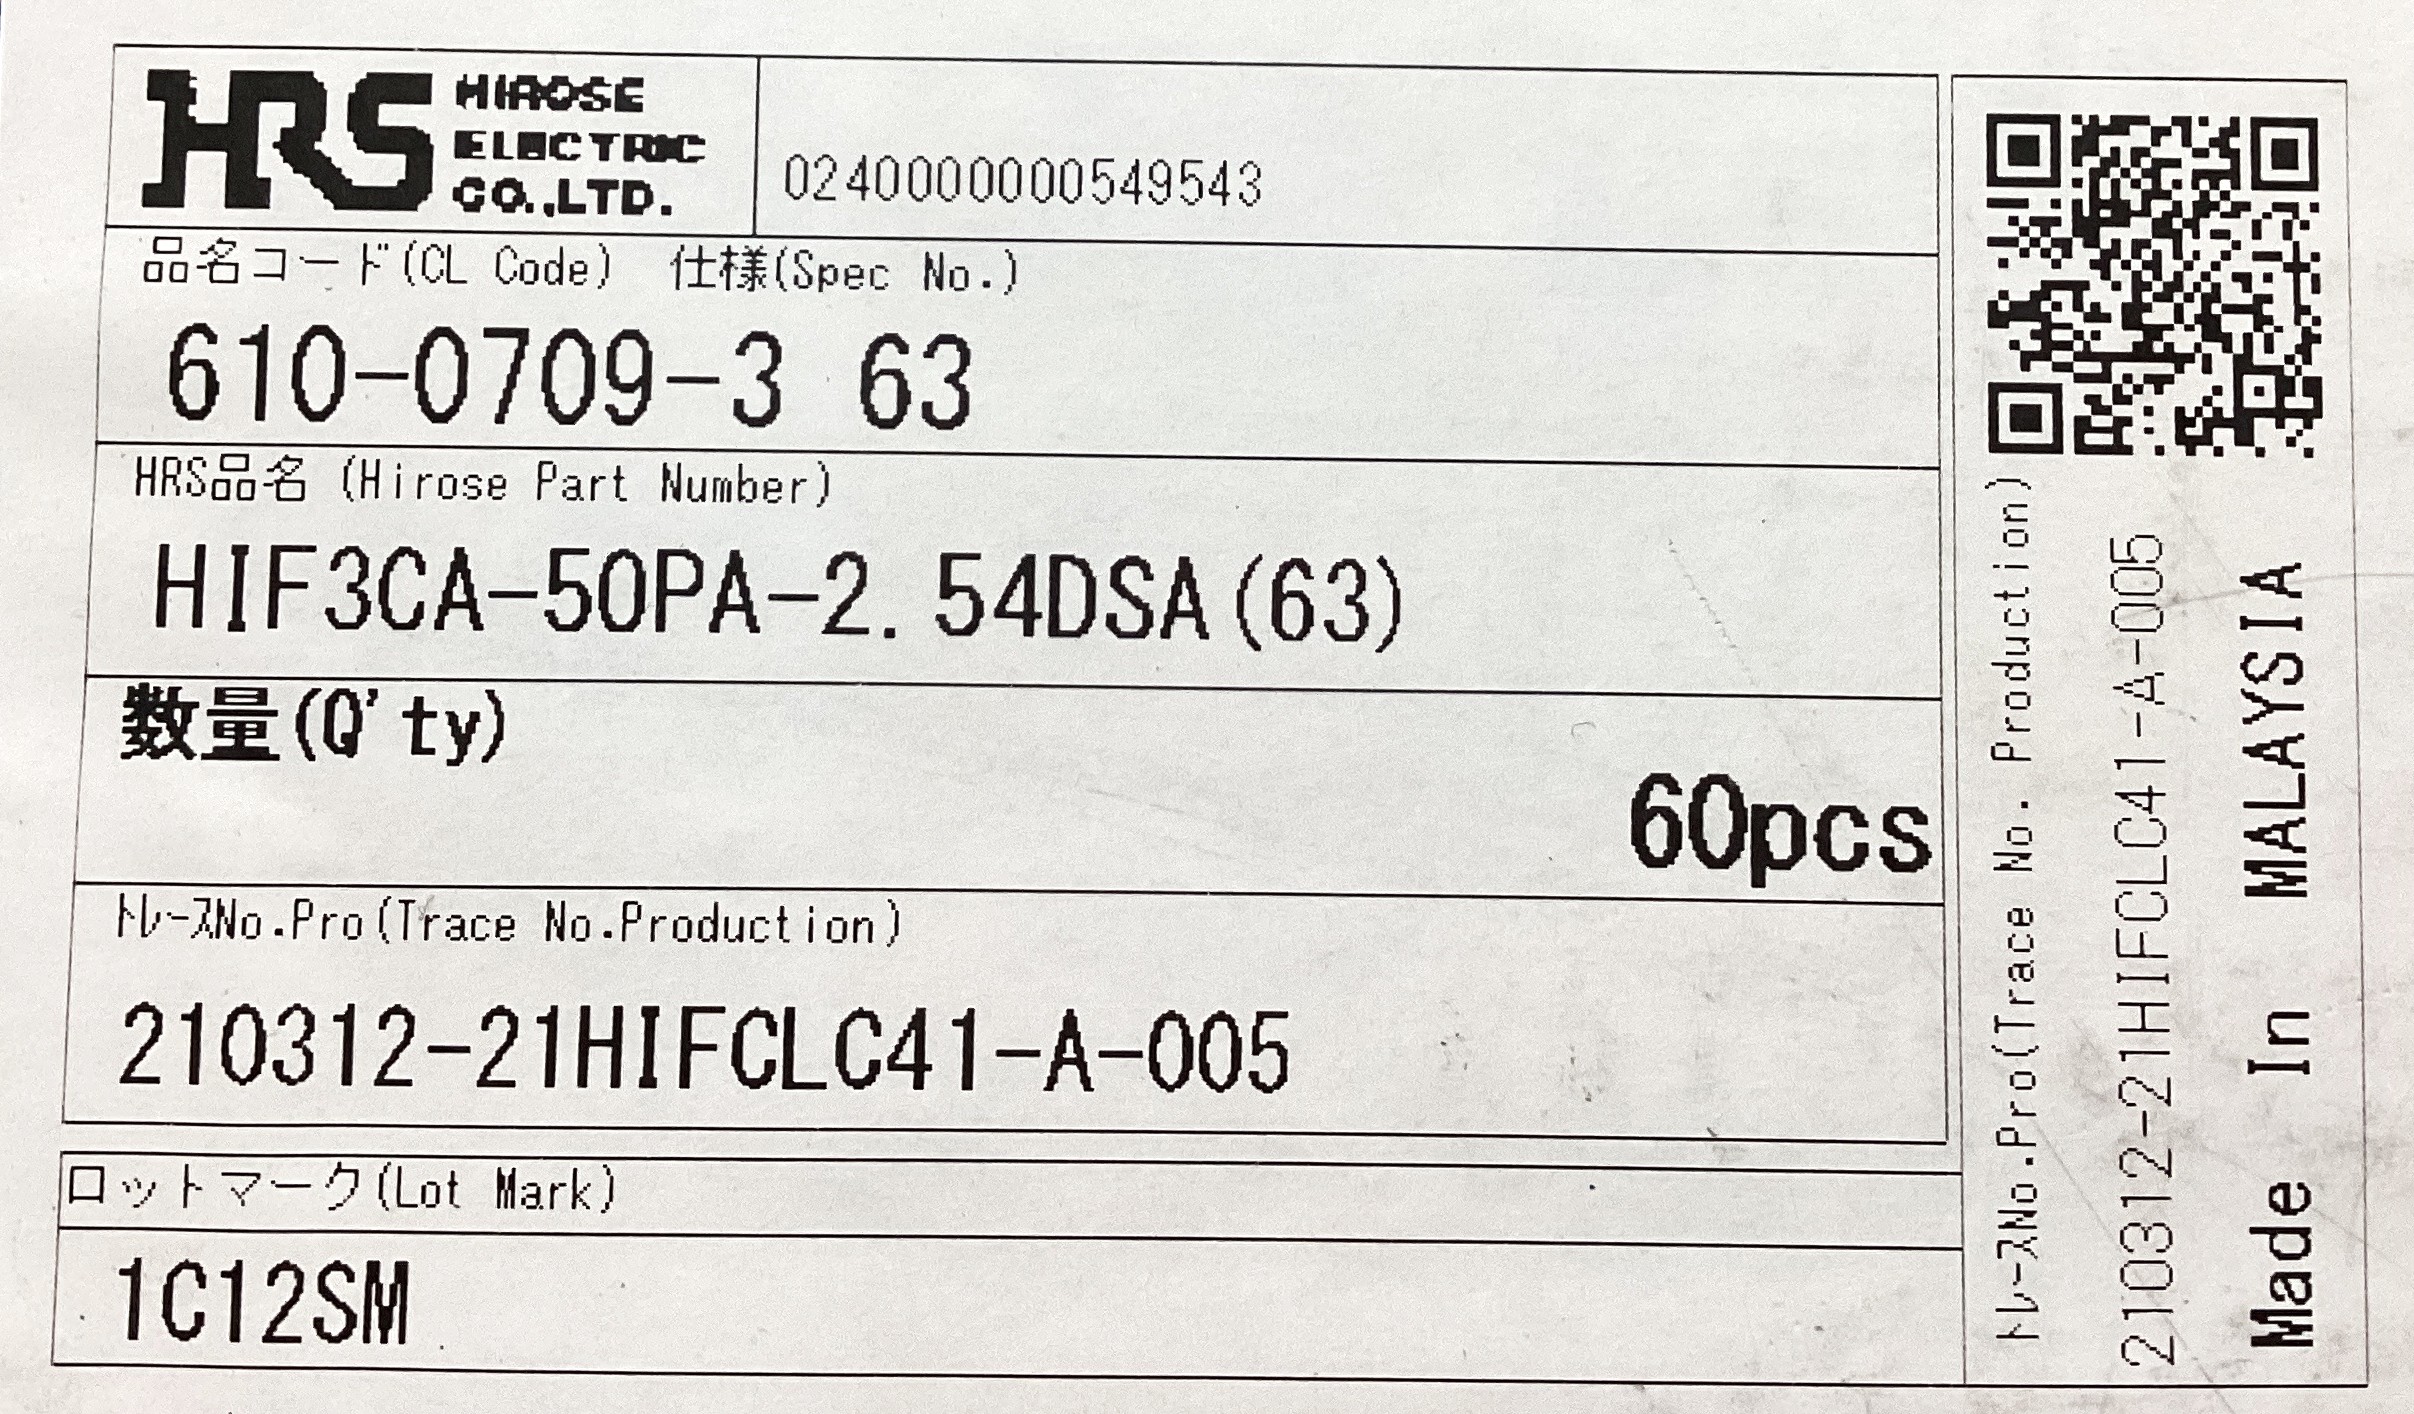 HRS HIROSE
ELECTRIC
CO.,LTD.
0240000000549543
品名コード(CL Code) 仕様(Spec No.)
610-0709-3 63
HRS品名 (Hirose Part Number)
HIF3CA-50PA-2.54DSA(63)
数量(Q'ty)
60pcs
ﾄﾚｰｽNo.Pro(Trace No.Production)
210312-21HIFCLC41-A-005
ロットマーク(Lot Mark)
1C12SM
ﾄﾚｰｽNo.Pro(Trace No. Production)
210312-21HIFCLC41-A-005
Made In MALAYSIA